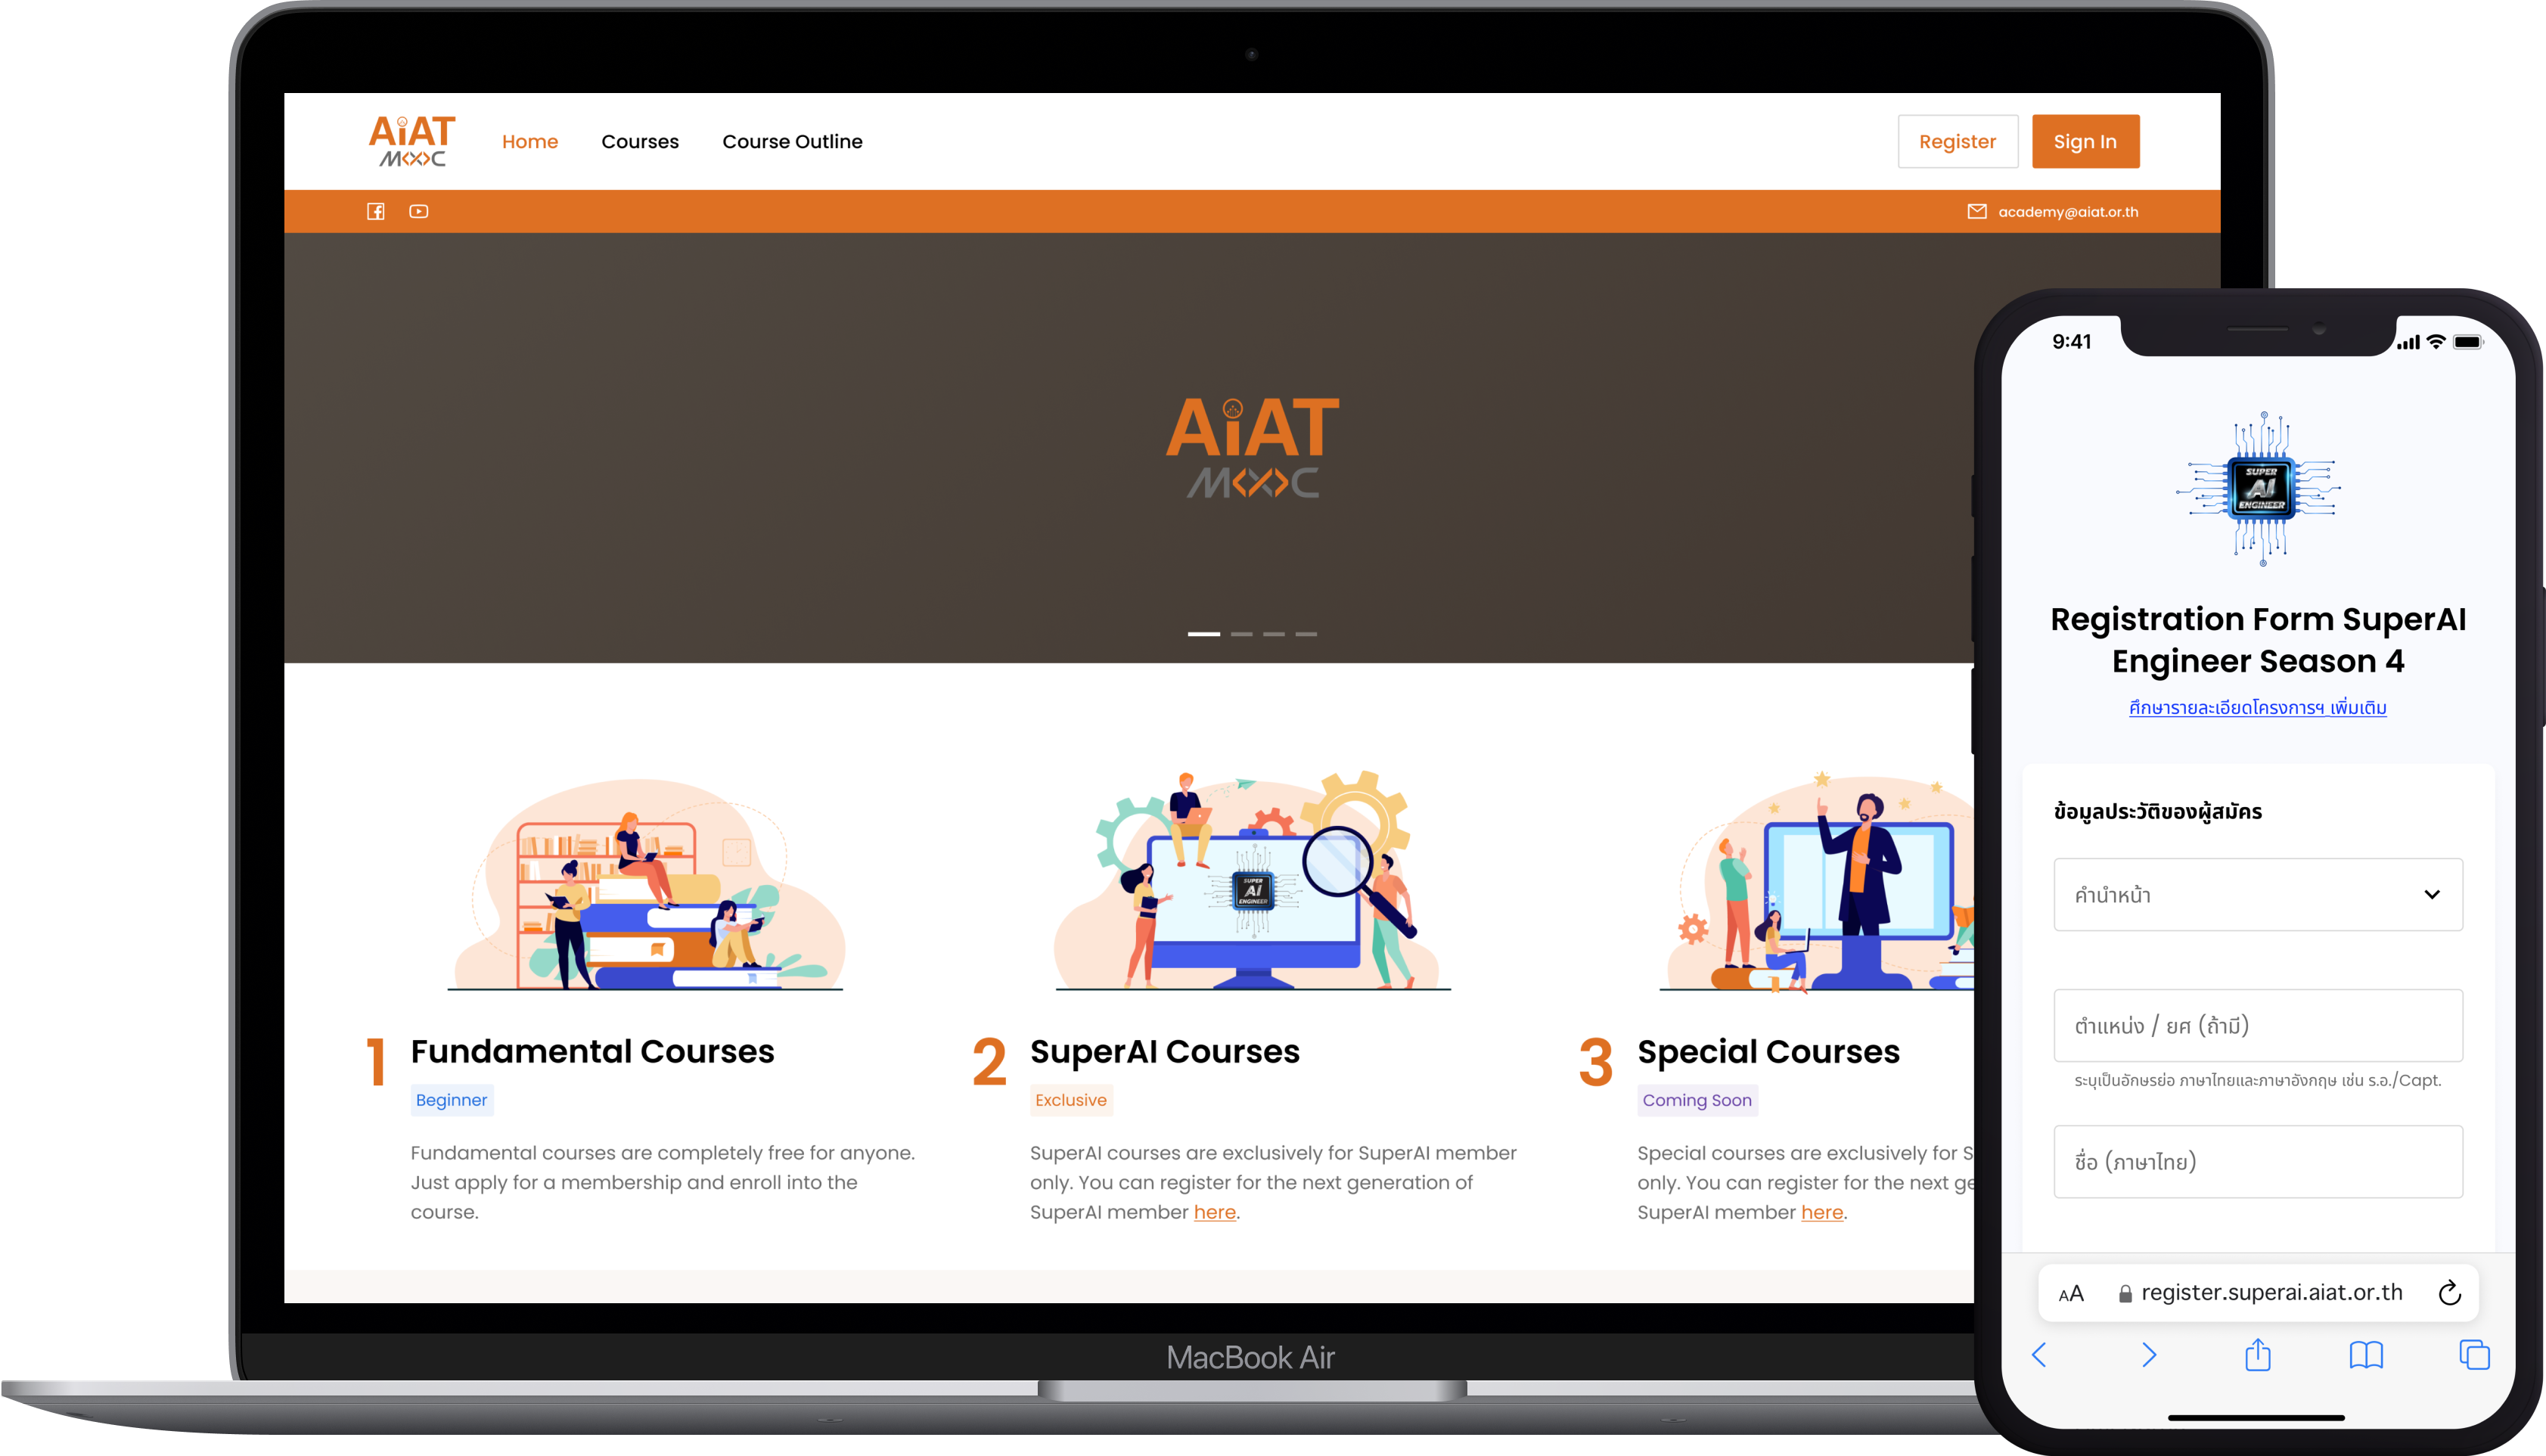 AiAT
MOOC
Home
Courses
Course Outline
Register
Sign In
academy@aiat.or.th
AiAT
MOOC
SUPER
AI
ENGINEER
1
Fundamental Courses
Beginner
Fundamental courses are completely free for anyone.
Just apply for a membership and enroll into the
course.
2
SuperAI Courses
Exclusive
SuperAI courses are exclusively for SuperAI member
only. You can register for the next generation of
SuperAI member here.
3
Special Courses
Coming Soon
Special courses are exclusively for S
only. You can register for the next ge
SuperAI member here.
MacBook Air
9:41
SUPER
AI
ENGINEER
Registration Form SuperAI
Engineer Season 4
ศึกษารายละเอียดโครงการฯ เพิ่มเติม
ข้อมูลประวัติของผู้สมัคร
คำนำหน้า
ตำแหน่ง / ยศ (ถ้ามี)
ระบุเป็นอักษรย่อ ภาษาไทยและภาษาอังกฤษ เช่น ร.อ./Capt.
ชื่อ (ภาษาไทย)
AA
register.superai.aiat.or.th